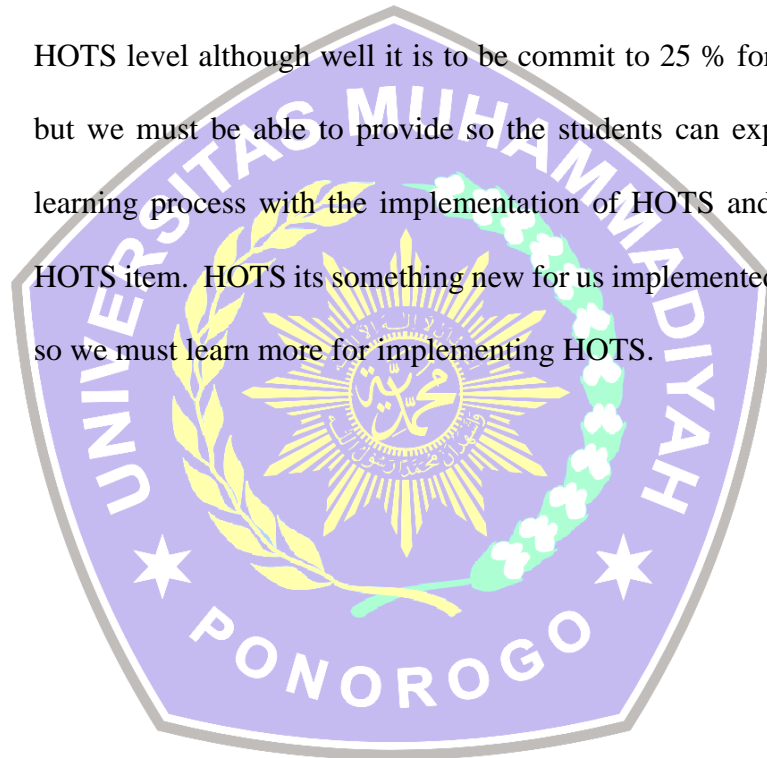 HOTS level although well it is to be commit to 25 % for
but we must be able to provide so the students can
learning process with the implementation of HOTS and
HOTS item. HOTS its something new for us implemented
so we must learn more for implementing HOTS.
UNIVERSITAS MUHAMMADIYAH
PONOROGO
محمدية